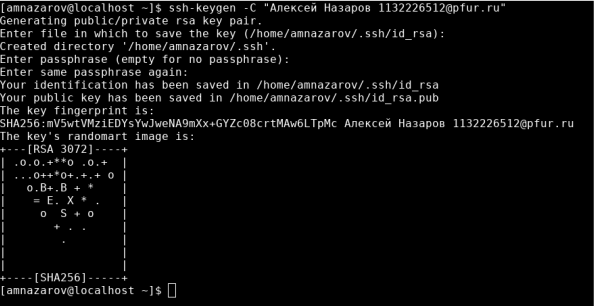 [amnazarov@localhost ~]$ ssh-keygen -C "Алексей Назаров 1132226512@pfur.ru"
Generating public/private rsa key pair.
Enter file in which to save the key (/home/amnazarov/.ssh/id_rsa):
Created directory '/home/amnazarov/.ssh'.
Enter passphrase (empty for no passphrase):
Enter same passphrase again:
Your identification has been saved in /home/amnazarov/.ssh/id_rsa
Your public key has been saved in /home/amnazarov/.ssh/id_rsa.pub
The key fingerprint is:
SHA256:mV5wtVMziEDYsYwJweNA9mXx+GYZc08crtMAw6LTpMc Алексей Назаров 1132226512@pfur.ru
The key's randomart image is:
+---[RSA 3072]----+
| .o.o.+**o .o.+  |
| ...o++*o+.+.+ o |
|   o.B+.B + *    |
|    = E. X * .   |
|     o  S + o    |
|       + . .     |
|        .        |
|                 |
|                 |
+----[SHA256]-----+
[amnazarov@localhost ~]$